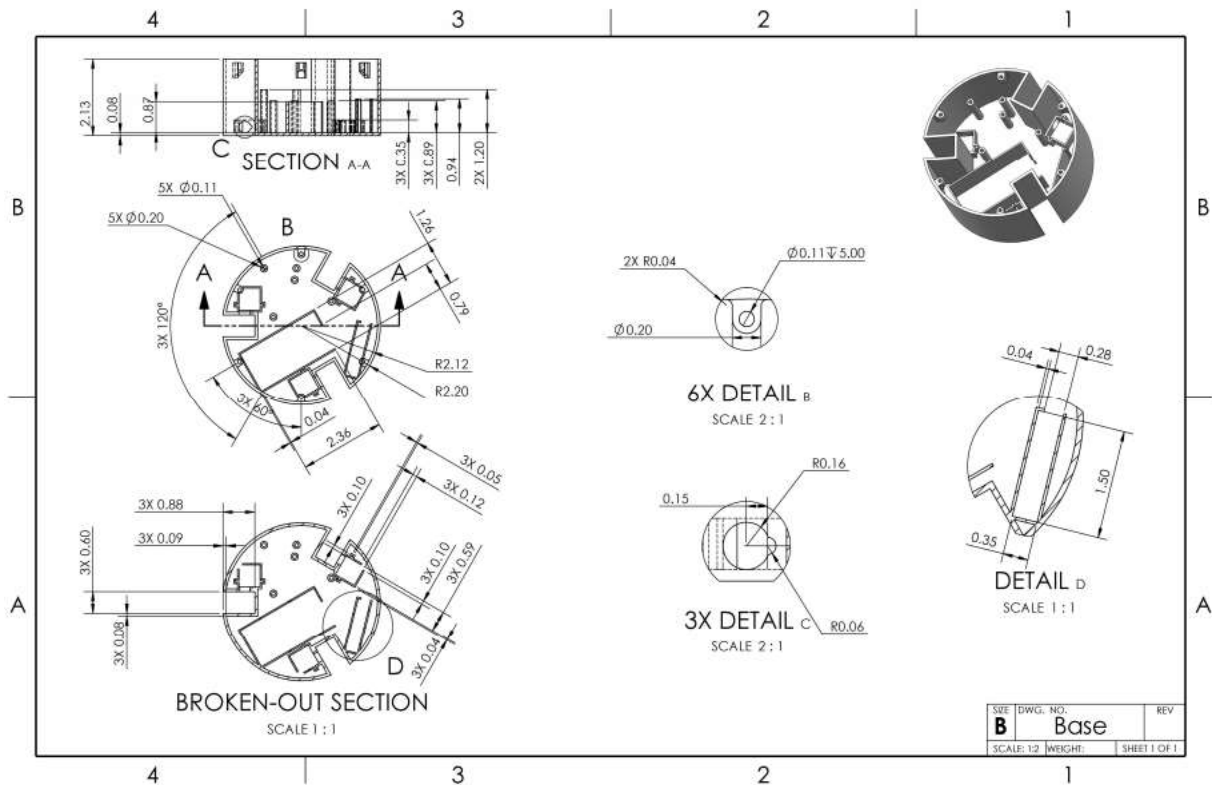 4 3 2 1
B
A
2.13
0.08
0.87
C
SECTION A-A
3X 0.35
3X 0.89
0.94
2X 1.20
5X Ø0.11
5X Ø0.20
B
A A
1.26
0.79
3X 120°
3X 60°
0.04
2.36
R2.12
R2.20
3X 0.05
3X 0.12
3X 0.10
3X 0.88
3X 0.09
3X 0.60
3X 0.08
3X 0.10
3X 0.59
3X 0.04
D
BROKEN-OUT SECTION
SCALE 1 : 1
2X R0.04
Ø0.11↧5.00
Ø0.20
6X DETAIL B
SCALE 2 : 1
R0.16
0.15
3X DETAIL C
SCALE 2 : 1
R0.06
0.04
0.28
1.50
0.35
DETAIL D
SCALE 1 : 1
B
A
SIZE DWG. NO. REV
B Base
SCALE: 1:2 WEIGHT: SHEET 1 OF 1
4 3 2 1